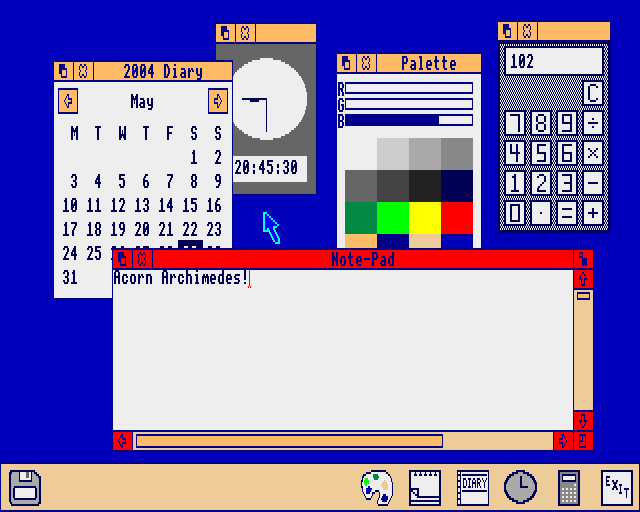 2004 Diary
May
M T W T F S S
1 2
3 4 5 6 7 8 9
10 11 12 13 14 15 16
17 18 19 20 21 22 23
24 25
31
20:45:30
Palette
R
G
B
102
C
7 8 9 ÷
4 5 6 ×
1 2 3 -
0 . = +
Note-Pad
Acorn Archimedes!
DIARY
EXIT